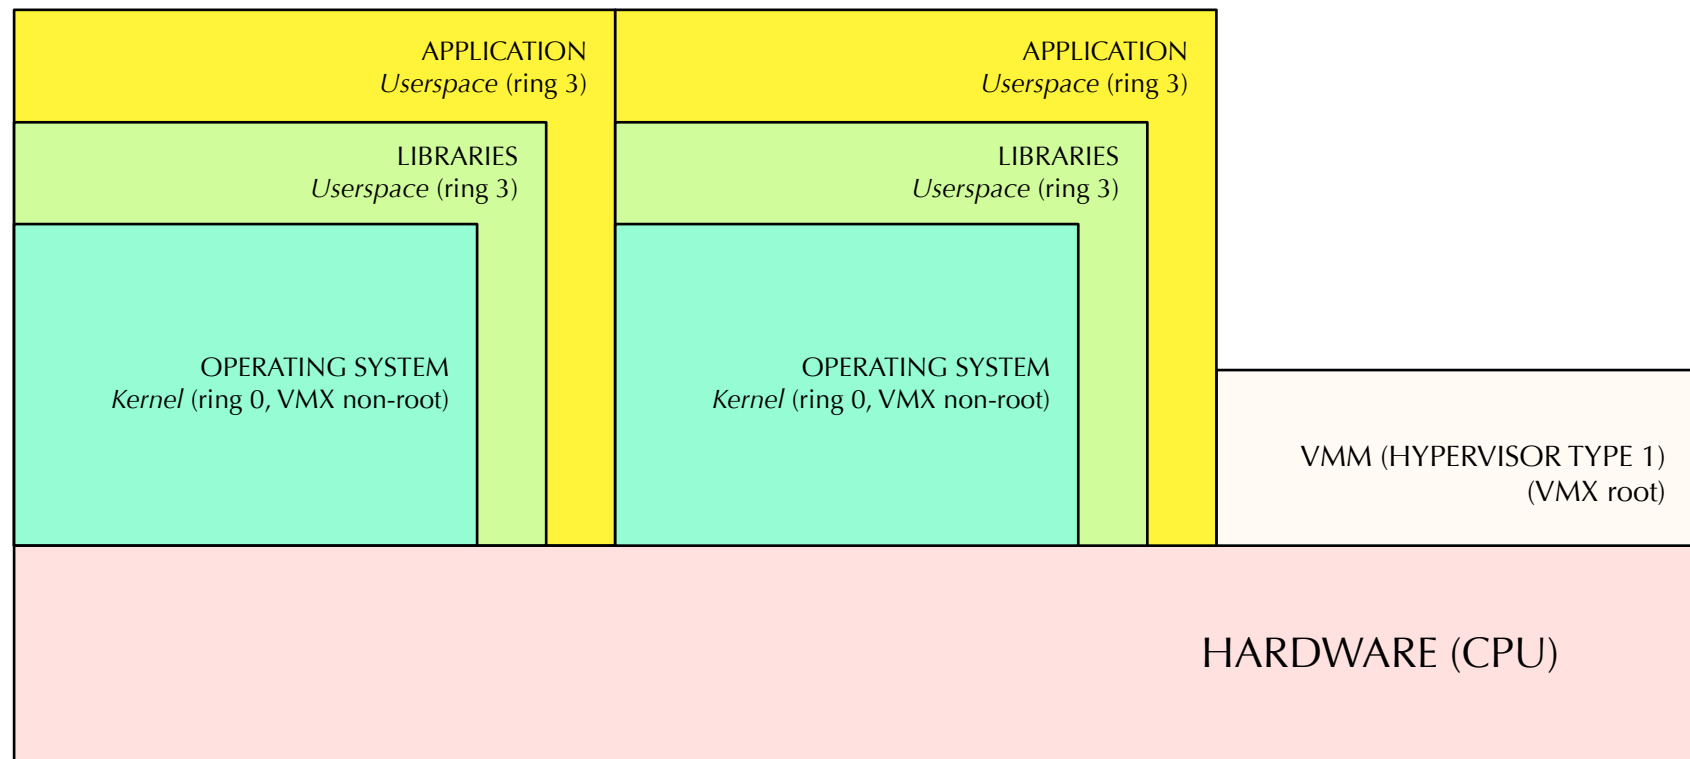 APPLICATION
Userspace (ring 3)
LIBRARIES
Userspace (ring 3)
OPERATING SYSTEM
Kernel (ring 0, VMX non-root)
APPLICATION
Userspace (ring 3)
LIBRARIES
Userspace (ring 3)
OPERATING SYSTEM
Kernel (ring 0, VMX non-root)
VMM (HYPERVISOR TYPE 1)
(VMX root)
HARDWARE (CPU)